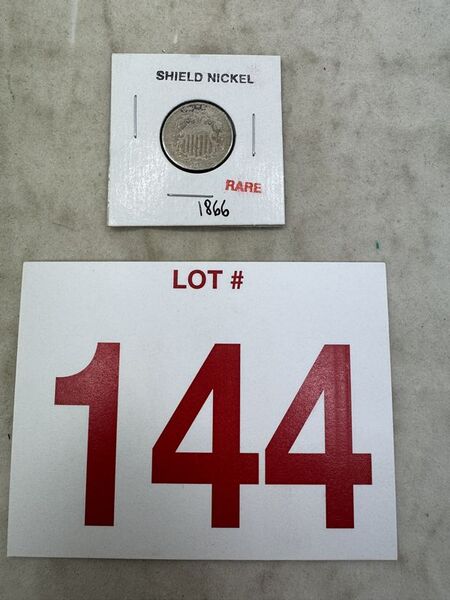 SHIELD NICKEL
RARE
1866
LOT #
144